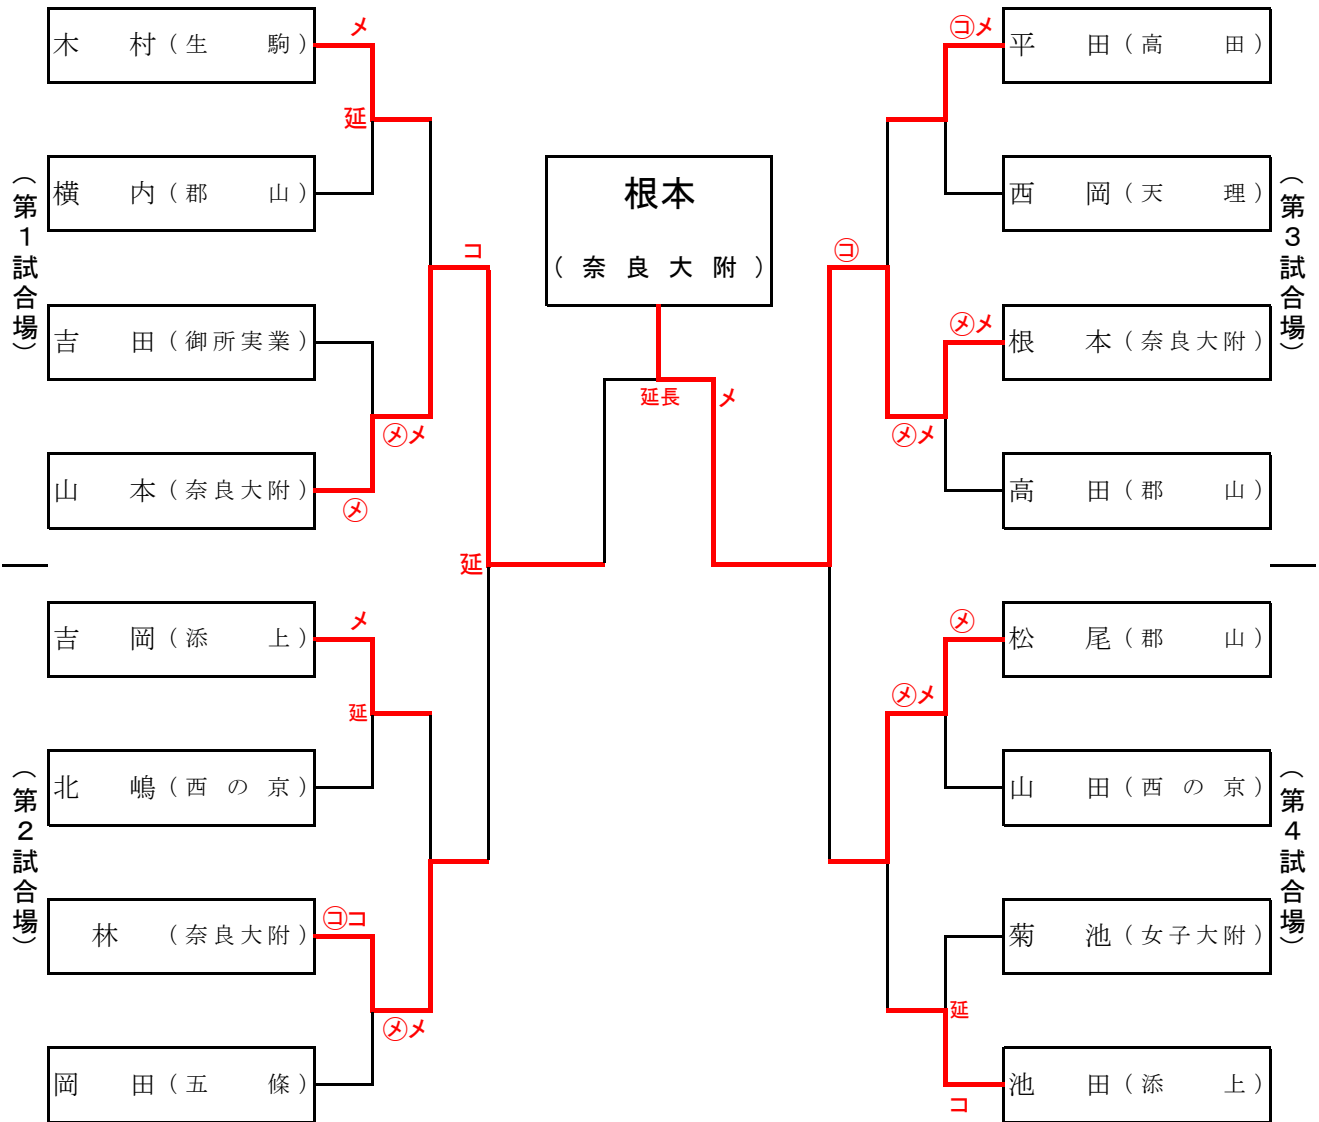 木村（生駒）
メ
延
横内（郡山）
（第１試合場）
コ
吉田（御所実業）
㋱メ
山本（奈良大附）
㋱
延
吉岡（添上）
メ
延
北嶋（西の京）
（第２試合場）
林（奈良大附）
㋙コ
㋱メ
岡田（五條）
根本
（奈良大附）
延長
メ
㋙メ
平田（高田）
西岡（天理）
（第３試合場）
㋙
㋱メ
根本（奈良大附）
㋱メ
高田（郡山）
㋱
松尾（郡山）
㋱メ
山田（西の京）
（第４試合場）
菊池（女子大附）
延
池田（添上）
コ